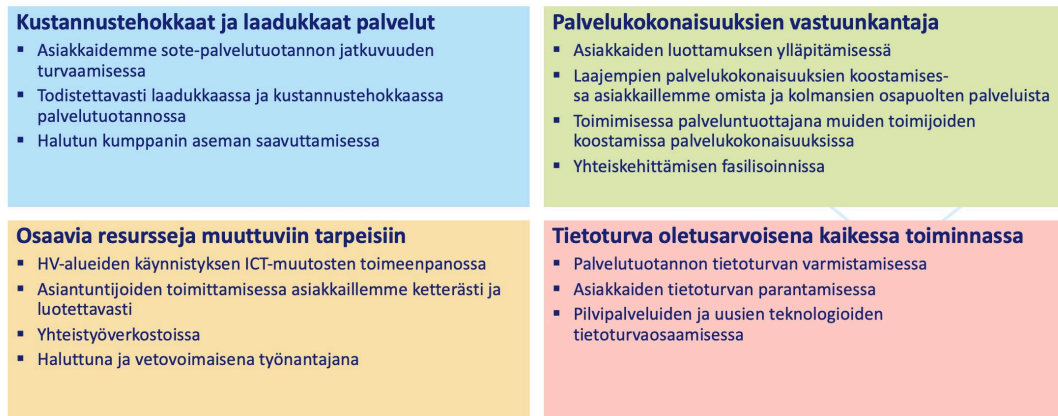 Kustannustehokkaat ja laadukkaat palvelut
▪ Asiakkaidemme sote-palvelutuotannon jatkuvuuden
turvaamisessa
▪ Todistettavasti laadukkaassa ja kustannustehokkaassa
palvelutuotannossa
▪ Halutun kumppanin aseman saavuttamisessa
Palvelukokonaisuuksien vastuunkantaja
▪ Asiakkaiden luottamuksen ylläpitämisessä
▪ Laajempien palvelukokonaisuuksien koostamises-
sa asiakkaillemme omista ja kolmansien osapuolten palveluista
▪ Toimimisessa palveluntuottajana muiden toimijoiden
koostamissa palvelukokonaisuuksissa
▪ Yhteiskehittämisen fasilisoinnissa
Osaavia resursseja muuttuviin tarpeisiin
▪ HV-alueiden käynnistyksen ICT-muutosten toimeenpanossa
▪ Asiantuntijoiden toimittamisessa asiakkaillemme ketterästi ja
luotettavasti
▪ Yhteistyöverkostoissa
▪ Haluttuna ja vetovoimaisena työnantajana
Tietoturva oletusarvoisena kaikessa toiminnassa
▪ Palvelutuotannon tietoturvan varmistamisessa
▪ Asiakkaiden tietoturvan parantamisessa
▪ Pilvipalveluiden ja uusien teknologioiden
tietoturvaosaamisessa